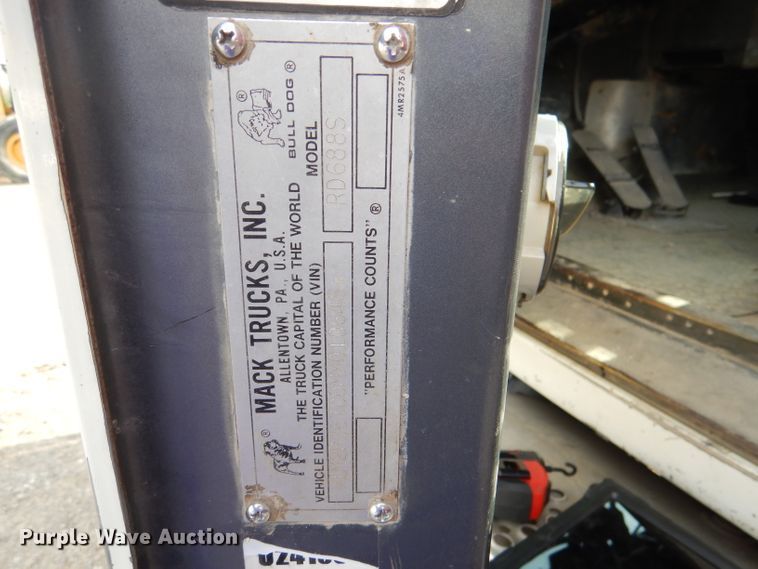 MACK TRUCKS, INC.
ALLENTOWN, PA., U.S.A.
THE TRUCK CAPITAL OF THE WORLD
BULL DOG ®
®
®
VEHICLE IDENTIFICATION NUMBER (VIN)
MODEL
RD688S
"PERFORMANCE COUNTS" ®
4MR2575A
Purple Wave Auction